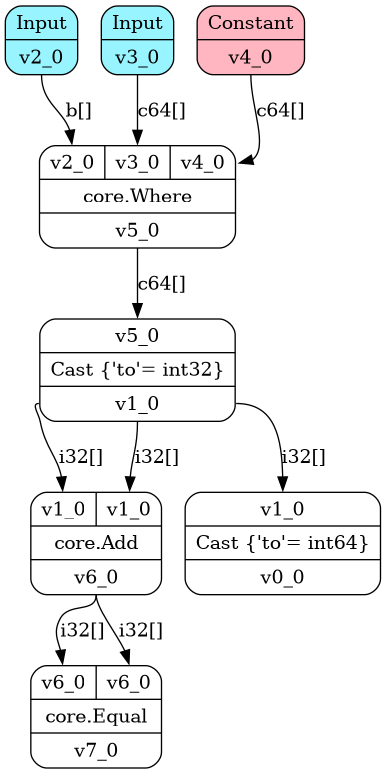 Input Input Constant
v2_0 v3_0 v4_0
b[] c64[] c64[]
v2_0 v3_0 v4_0
core.Where
v5_0
c64[]
v5_0
Cast {'to'= int32}
v1_0
i32[] i32[] i32[]
v1_0 v1_0 v1_0
core.Add Cast {'to'= int64}
v6_0 v0_0
i32[] i32[]
v6_0 v6_0
core.Equal
v7_0